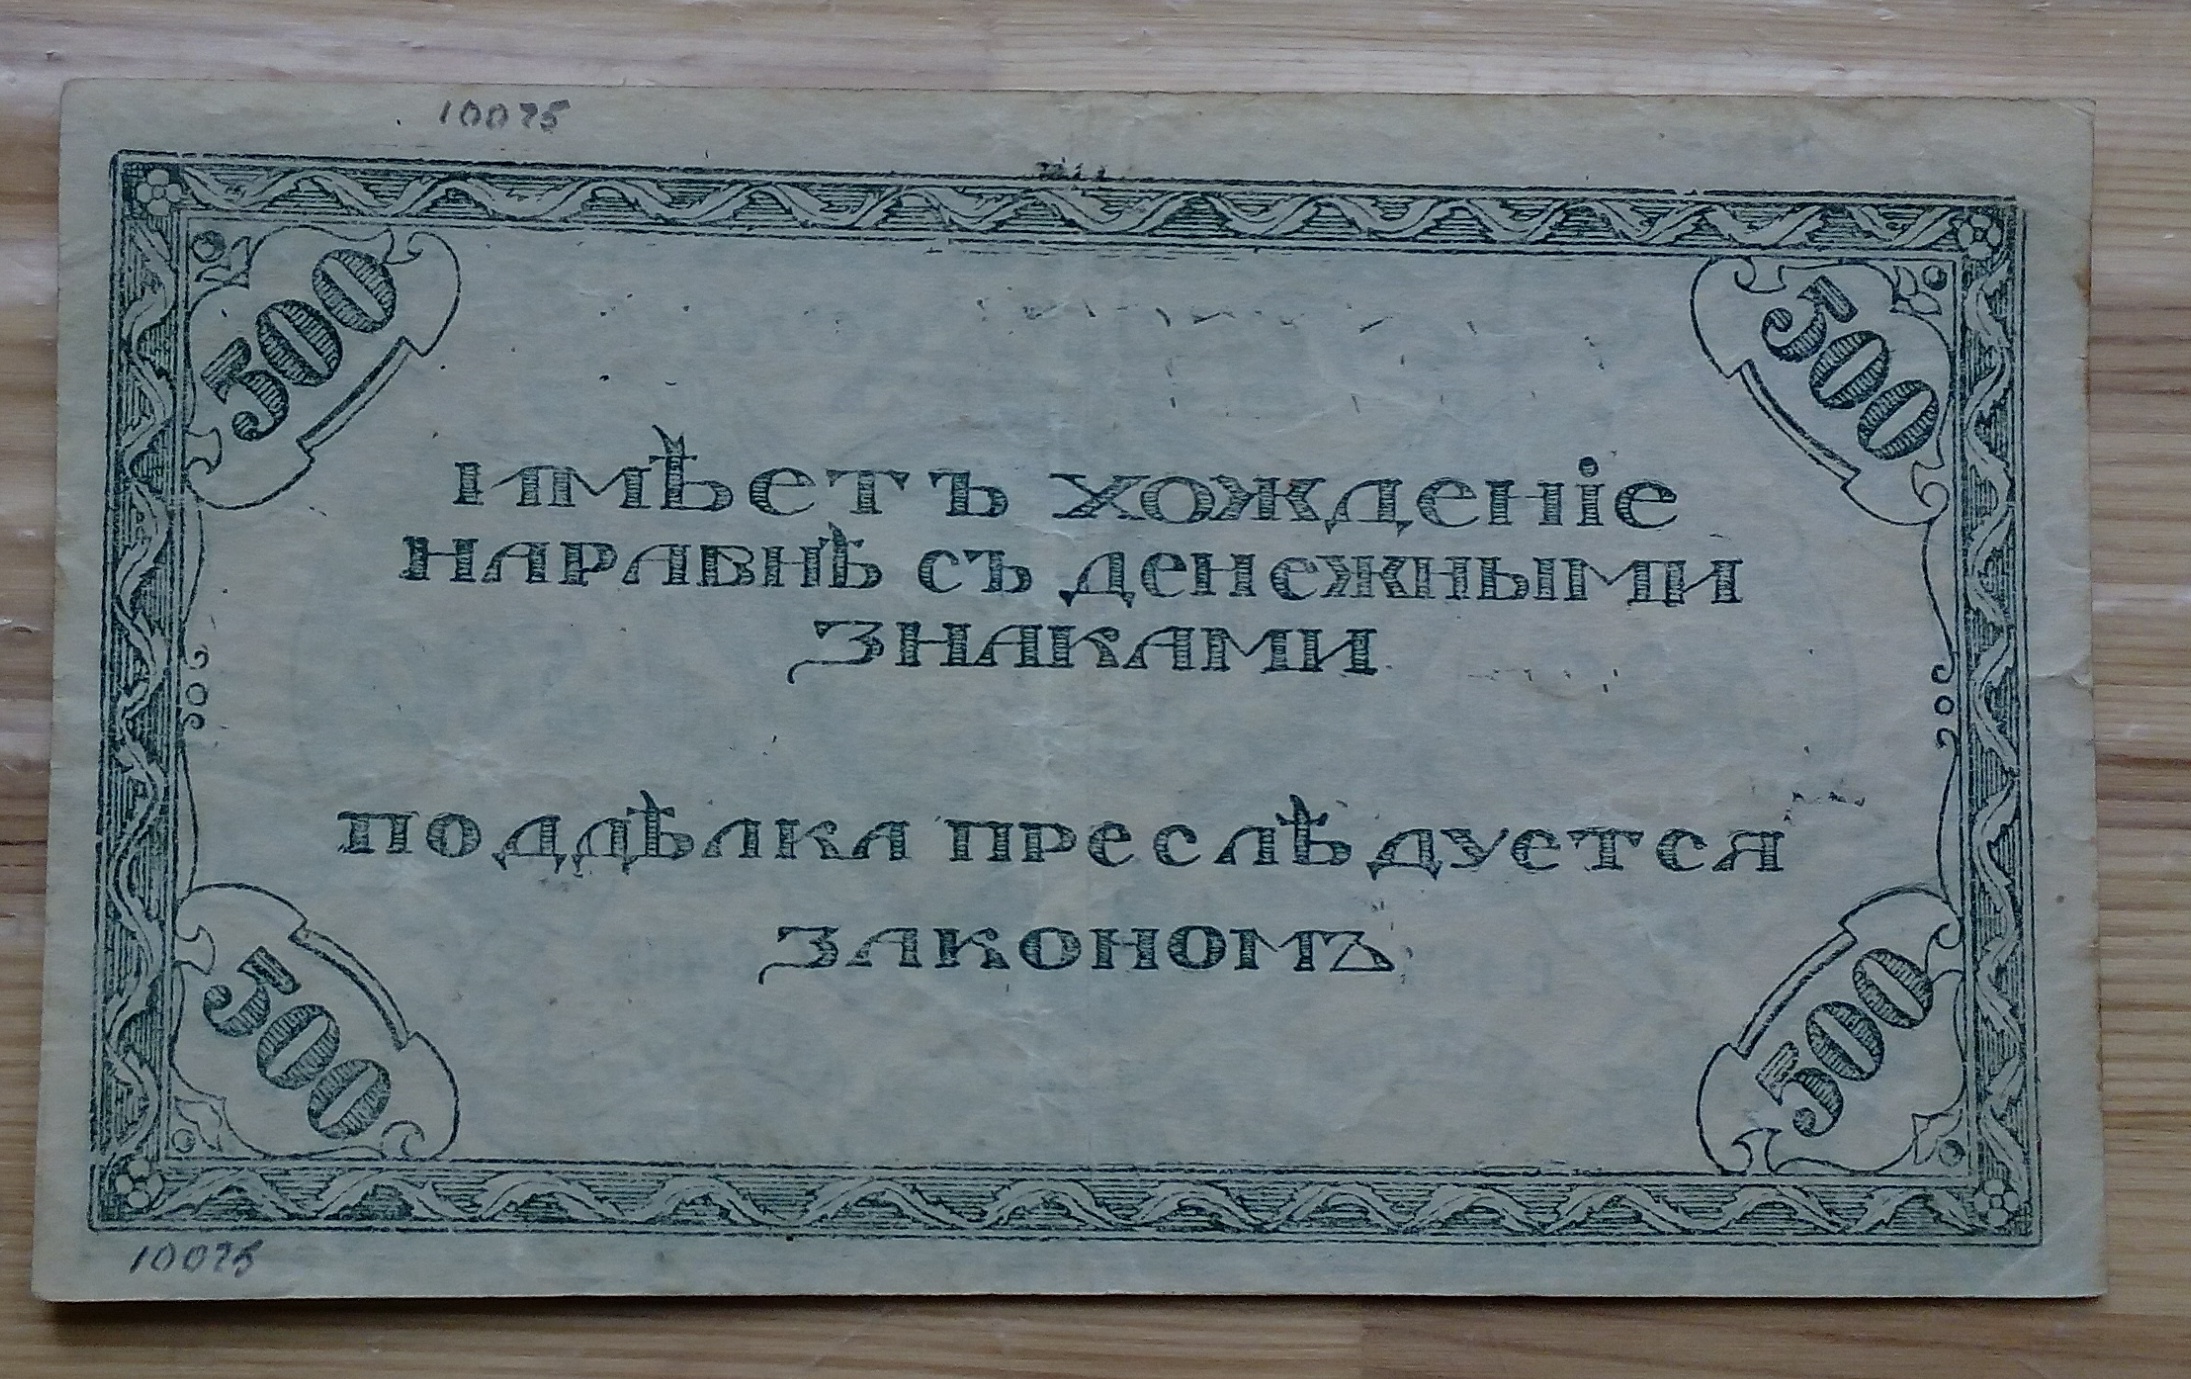 10075
500 500
имѣетъ хожденіе
наравнѣ съ денежными
знаками
поддѣлка преслѣдуется
закономъ
500 500
10075